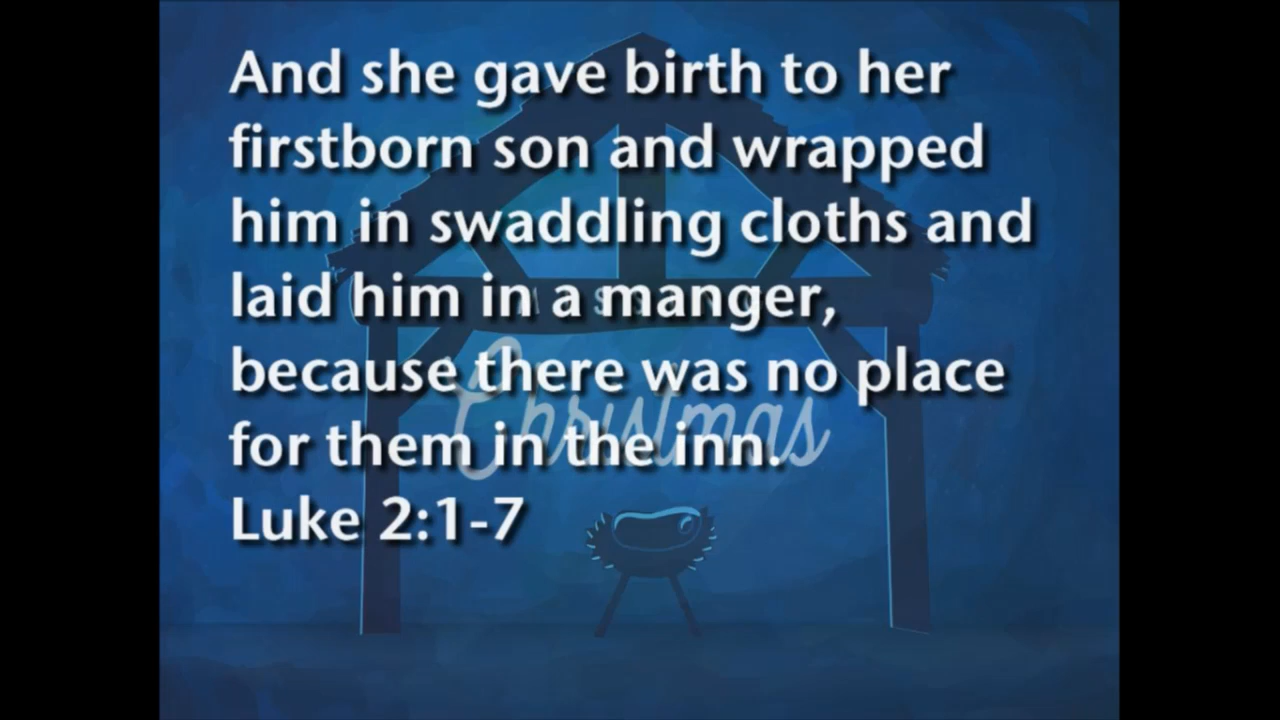 And she gave birth to her
firstborn son and wrapped
him in swaddling cloths and
laid him in a manger,
because there was no place
for them in the inn.
Luke 2:1-7
Christmas